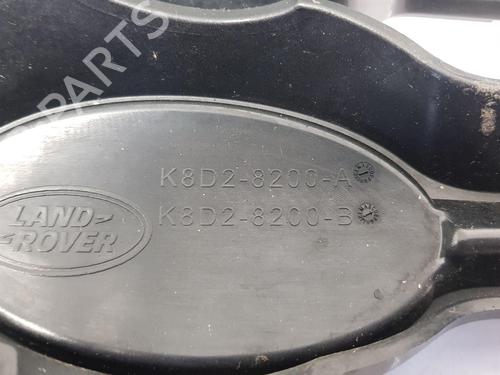 K8D2-8200-A
K8D2-8200-B
LAND-
-ROVER
B-PARTS